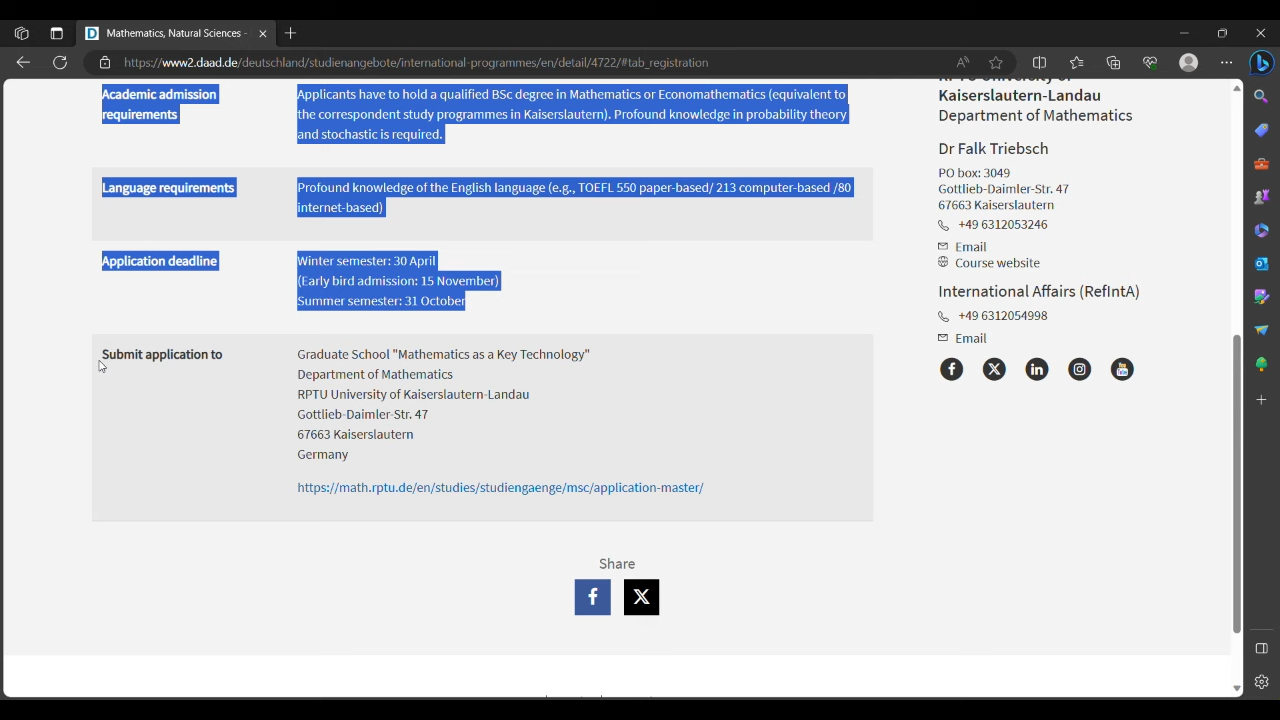 Mathematics, Natural Sciences -
https://www2.daad.de/deutschland/studienangebote/international-programmes/en/detail/4722/#tab_registration
Academic admission
requirements
Applicants have to hold a qualified BSc degree in Mathematics or Economathematics (equivalent to
the correspondent study programmes in Kaiserslautern). Profound knowledge in probability theory
and stochastic is required.
Language requirements
Profound knowledge of the English language (e.g., TOEFL 550 paper-based/ 213 computer-based /80
internet-based)
Application deadline
Winter semester: 30 April
(Early bird admission: 15 November)
Summer semester: 31 October
Submit application to
Graduate School "Mathematics as a Key Technology"
Department of Mathematics
RPTU University of Kaiserslautern-Landau
Gottlieb-Daimler-Str. 47
67663 Kaiserslautern
Germany
https://math.rptu.de/en/studies/studiengaenge/msc/application-master/
Share
RPTU University of
Kaiserslautern-Landau
Department of Mathematics
Dr Falk Triebsch
PO box: 3049
Gottlieb-Daimler-Str. 47
67663 Kaiserslautern
+49 6312053246
Email
Course website
International Affairs (RefIntA)
+49 6312054998
Email